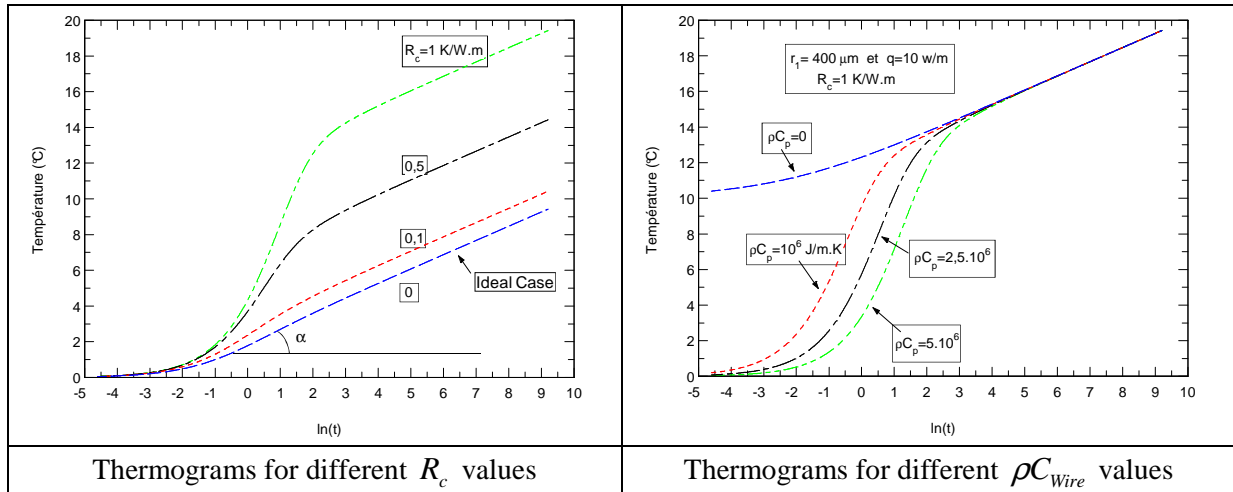 20
18
16
14
12
10
8
6
4
2
0
Température (°C)
R_c=1 K/W.m
0,5
0,1
0
Ideal Case
α
-5 -4 -3 -2 -1 0 1 2 3 4 5 6 7 8 9 10
ln(t)
Thermograms for different R_c values
20
18
16
14
12
10
8
6
4
2
0
Température (°C)
r_1= 400 μm et q=10 w/m
R_c=1 K/W.m
ρC_p=0
ρC_p=10^6 J/m.K
ρC_p=2,5.10^6
ρC_p=5.10^6
-5 -4 -3 -2 -1 0 1 2 3 4 5 6 7 8 9 10
ln(t)
Thermograms for different ρC_Wire values